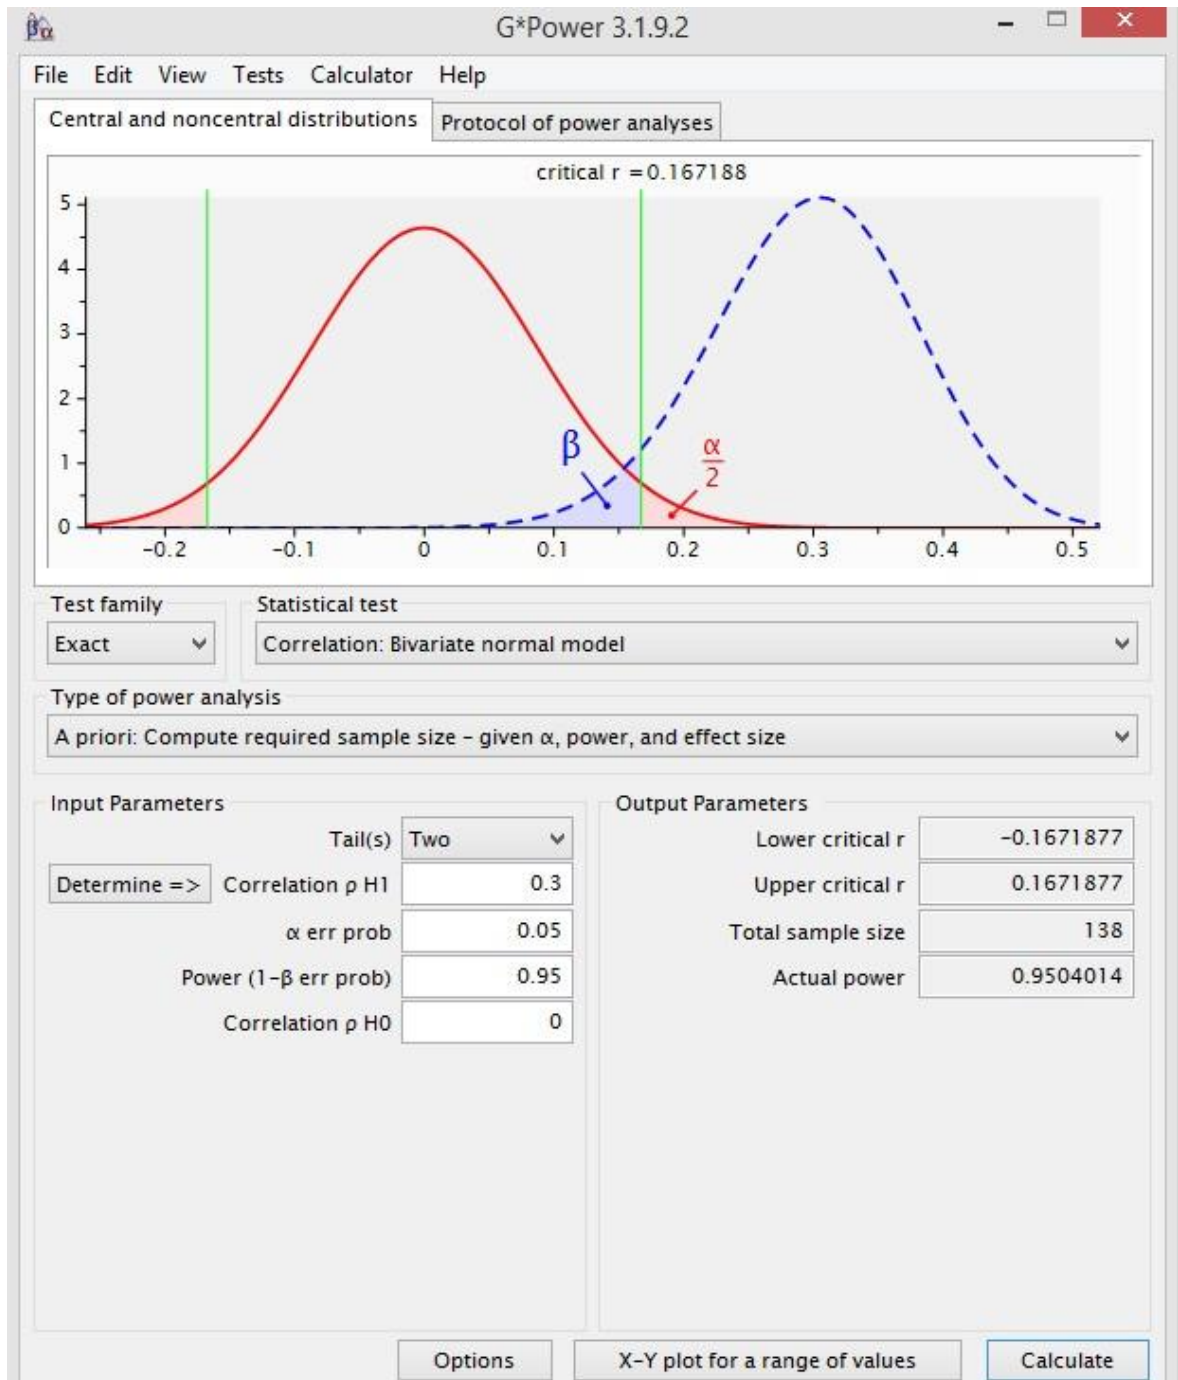 βα G*Power 3.1.9.2
File Edit View Tests Calculator Help
Central and noncentral distributions Protocol of power analyses
critical r = 0.167188
5
4
3
2
1
0
β
α
2
-0.2 -0.1 0 0.1 0.2 0.3 0.4 0.5
Test family Statistical test
Exact Correlation: Bivariate normal model
Type of power analysis
A priori: Compute required sample size – given α, power, and effect size
Input Parameters
Tail(s) Two
Determine => Correlation ρ H1 0.3
α err prob 0.05
Power (1-β err prob) 0.95
Correlation ρ H0 0
Output Parameters
Lower critical r -0.1671877
Upper critical r 0.1671877
Total sample size 138
Actual power 0.9504014
Options X-Y plot for a range of values Calculate